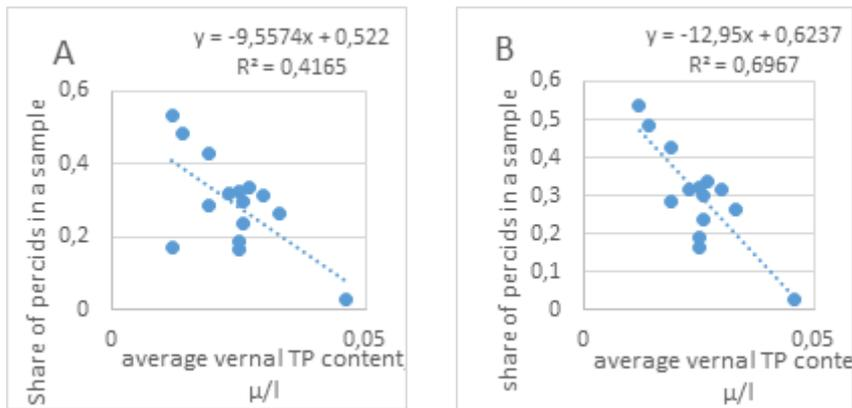 A
y = -9,5574x + 0,522
R² = 0,4165
Share of percids in a sample
0,6
0,4
0,2
0
0
0,05
average vernal TP content,
μ/l
B
y = -12,95x + 0,6237
R² = 0,6967
share of percids in a sample
0,6
0,5
0,4
0,3
0,2
0,1
0
0
0,05
average vernal TP conte
μ/l